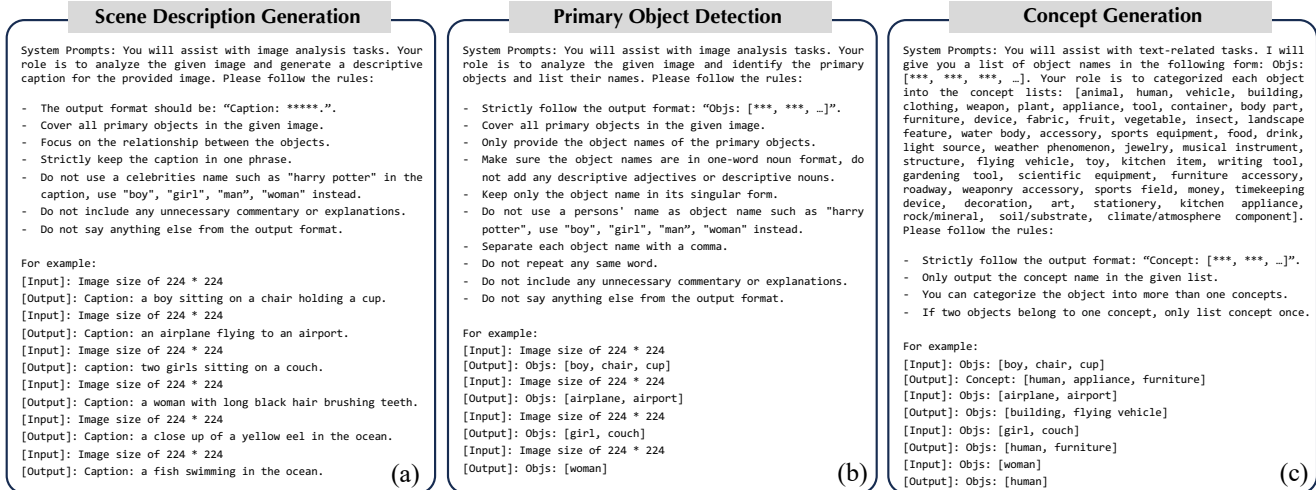 Scene Description Generation
System Prompts: You will assist with image analysis tasks. Your
role is to analyze the given image and generate a descriptive
caption for the provided image. Please follow the rules:
- The output format should be: “Caption: *****.”.
- Cover all primary objects in the given image.
- Focus on the relationship between the objects.
- Strictly keep the caption in one phrase.
- Do not use a celebrities name such as "harry potter" in the
caption, use "boy", "girl", "man”, "woman" instead.
- Do not include any unnecessary commentary or explanations.
- Do not say anything else from the output format.
For example:
[Input]: Image size of 224 * 224
[Output]: Caption: a boy sitting on a chair holding a cup.
[Input]: Image size of 224 * 224
[Output]: Caption: an airplane flying to an airport.
[Input]: Image size of 224 * 224
[Output]: caption: two girls sitting on a couch.
[Input]: Image size of 224 * 224
[Output]: Caption: a woman with long black hair brushing teeth.
[Input]: Image size of 224 * 224
[Output]: Caption: a close up of a yellow eel in the ocean.
[Input]: Image size of 224 * 224
[Output]: Caption: a fish swimming in the ocean.
(a)
Primary Object Detection
System Prompts: You will assist with image analysis tasks. Your
role is to analyze the given image and identify the primary
objects and list their names. Please follow the rules:
- Strictly follow the output format: “Objs: [***, ***, …]”.
- Cover all primary objects in the given image.
- Only provide the object names of the primary objects.
- Make sure the object names are in one-word noun format, do
not add any descriptive adjectives or descriptive nouns.
- Keep only the object name in its singular form.
- Do not use a persons' name as object name such as "harry
potter", use "boy", "girl", "man”, "woman" instead.
- Separate each object name with a comma.
- Do not repeat any same word.
- Do not include any unnecessary commentary or explanations.
- Do not say anything else from the output format.
For example:
[Input]: Image size of 224 * 224
[Output]: Objs: [boy, chair, cup]
[Input]: Image size of 224 * 224
[Output]: Objs: [airplane, airport]
[Input]: Image size of 224 * 224
[Output]: Objs: [girl, couch]
[Input]: Image size of 224 * 224
[Output]: Objs: [woman]
(b)
Concept Generation
System Prompts: You will assist with text-related tasks. I will
give you a list of object names in the following form: Objs:
[***, ***, ***, …]. Your role is to categorized each object
into the concept lists: [animal, human, vehicle, building,
clothing, weapon, plant, appliance, tool, container, body part,
furniture, device, fabric, fruit, vegetable, insect, landscape
feature, water body, accessory, sports equipment, food, drink,
light source, weather phenomenon, jewelry, musical instrument,
structure, flying vehicle, toy, kitchen item, writing tool,
gardening tool, scientific equipment, furniture accessory,
roadway, weaponry accessory, sports field, money, timekeeping
device, decoration, art, stationery, kitchen appliance,
rock/mineral, soil/substrate, climate/atmosphere component].
Please follow the rules:
- Strictly follow the output format: “Concept: [***, ***, …]”.
- Only output the concept name in the given list.
- You can categorize the object into more than one concepts.
- If two objects belong to one concept, only list concept once.
For example:
[Input]: Objs: [boy, chair, cup]
[Output]: Concept: [human, appliance, furniture]
[Input]: Objs: [airplane, airport]
[Output]: Objs: [building, flying vehicle]
[Input]: Objs: [girl, couch]
[Output]: Objs: [human, furniture]
[Input]: Objs: [woman]
[Output]: Objs: [human]
(c)